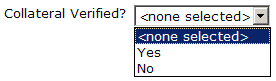 Collateral Verified? <none selected>
<none selected>
Yes
No